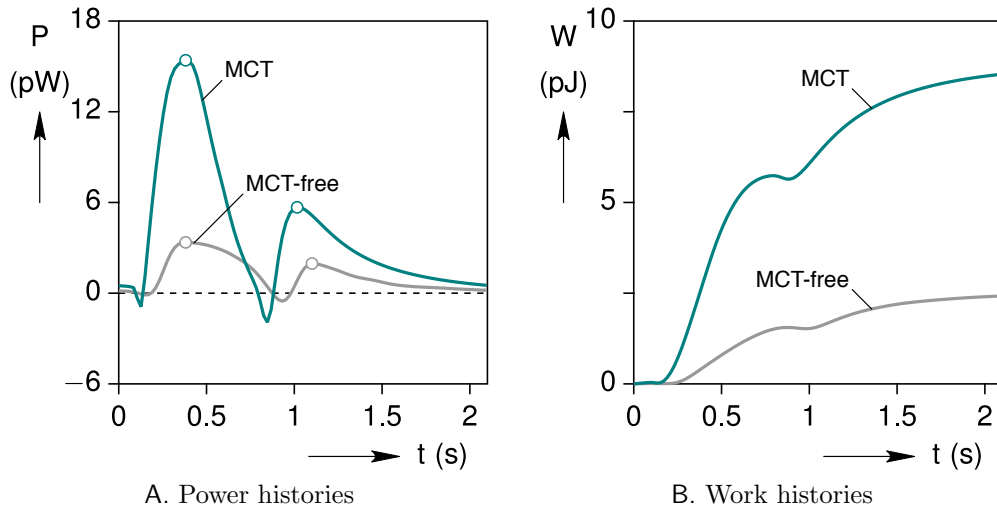 P
(pW)
18
12
6
0
−6
MCT
MCT-free
0
0.5
1
1.5
2
t (s)
A. Power histories
W
(pJ)
10
5
0
MCT
MCT-free
0
0.5
1
1.5
2
t (s)
B. Work histories